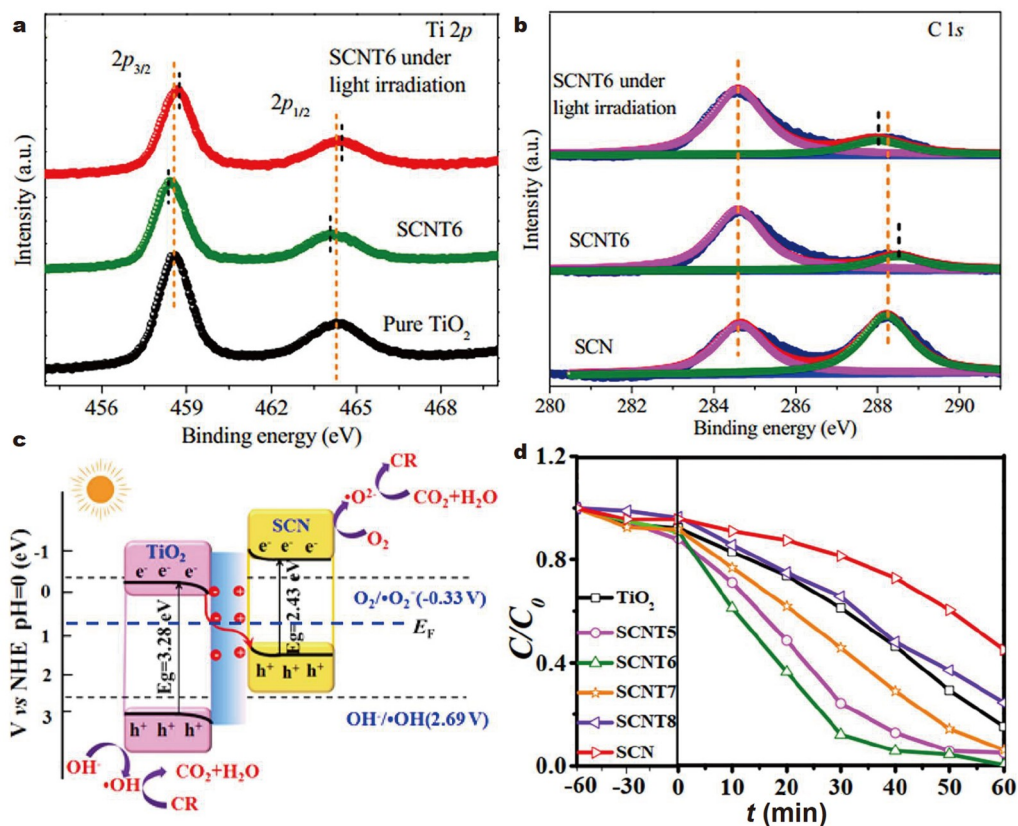 a
Ti 2p
2p3/2
SCNT6 under
light irradiation
2p1/2
SCNT6
Pure TiO2
Intensity (a.u.)
456 459 462 465 468
Binding energy (eV)
b
C 1s
SCNT6 under
light irradiation
SCNT6
SCN
Intensity (a.u.)
280 282 284 286 288 290
Binding energy (eV)
c
V vs NHE pH=0 (eV)
-1
0
1
2
3
TiO2
e- e- e-
Eg=3.28 eV
h+ h+ h+
SCN
e- e- e-
Eg=2.43 eV
h+ h+ h+
CR
•O2-
CO2+H2O
O2
O2/•O2-(-0.33 V)
EF
OH-/•OH(2.69 V)
OH-
•OH
CO2+H2O
CR
d
C/C0
1.2
0.8
0.4
0.0
TiO2
SCNT5
SCNT6
SCNT7
SCNT8
SCN
-60 -30 0 10 20 30 40 50 60
t (min)